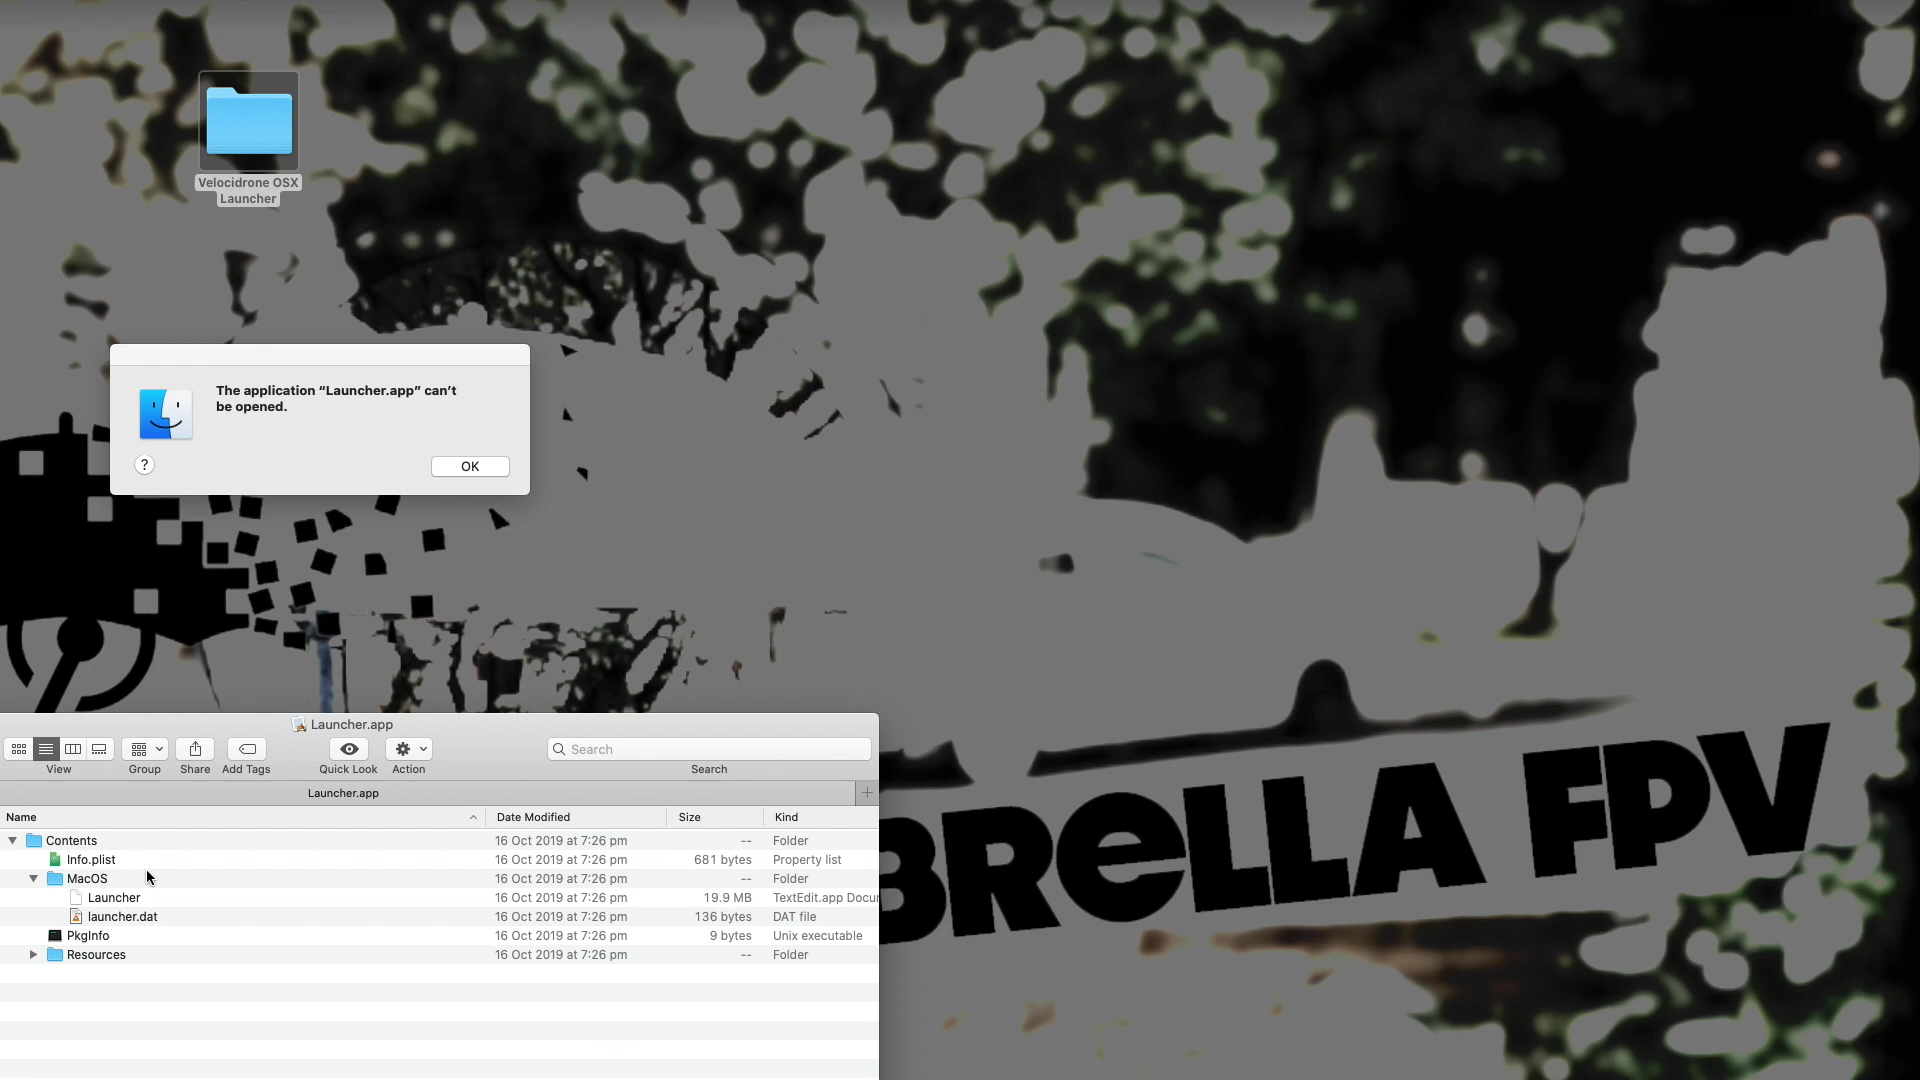 Velocidrone OSX
Launcher
The application “Launcher.app” can’t
be opened.
?
OK
Launcher.app
Search
View
Group
Share
Add Tags
Quick Look
Action
Search
Launcher.app
Name
Date Modified
Size
Kind
Contents 16 Oct 2019 at 7:26 pm -- Folder
Info.plist 16 Oct 2019 at 7:26 pm 681 bytes Property list
MacOS 16 Oct 2019 at 7:26 pm -- Folder
Launcher 16 Oct 2019 at 7:26 pm 19.9 MB TextEdit.app Docu
launcher.dat 16 Oct 2019 at 7:26 pm 136 bytes DAT file
PkgInfo 16 Oct 2019 at 7:26 pm 9 bytes Unix executable
Resources 16 Oct 2019 at 7:26 pm -- Folder
BRELLA FPV